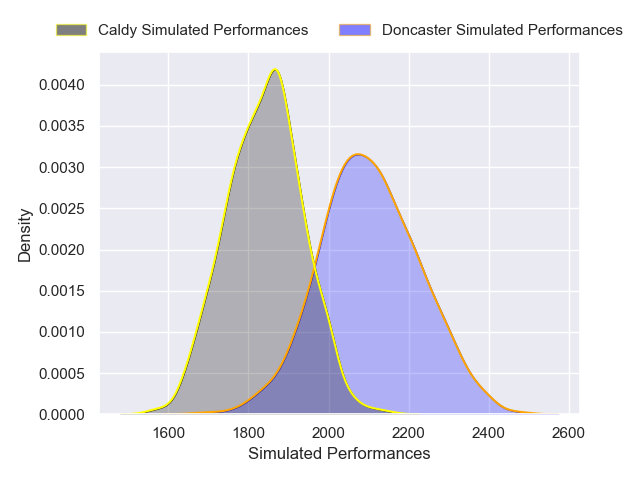 Caldy Simulated Performances Doncaster Simulated Performances
0.0040
0.0035
0.0030
0.0025
0.0020
0.0015
0.0010
0.0005
0.0000
Density
1600 1800 2000 2200 2400 2600
Simulated Performances